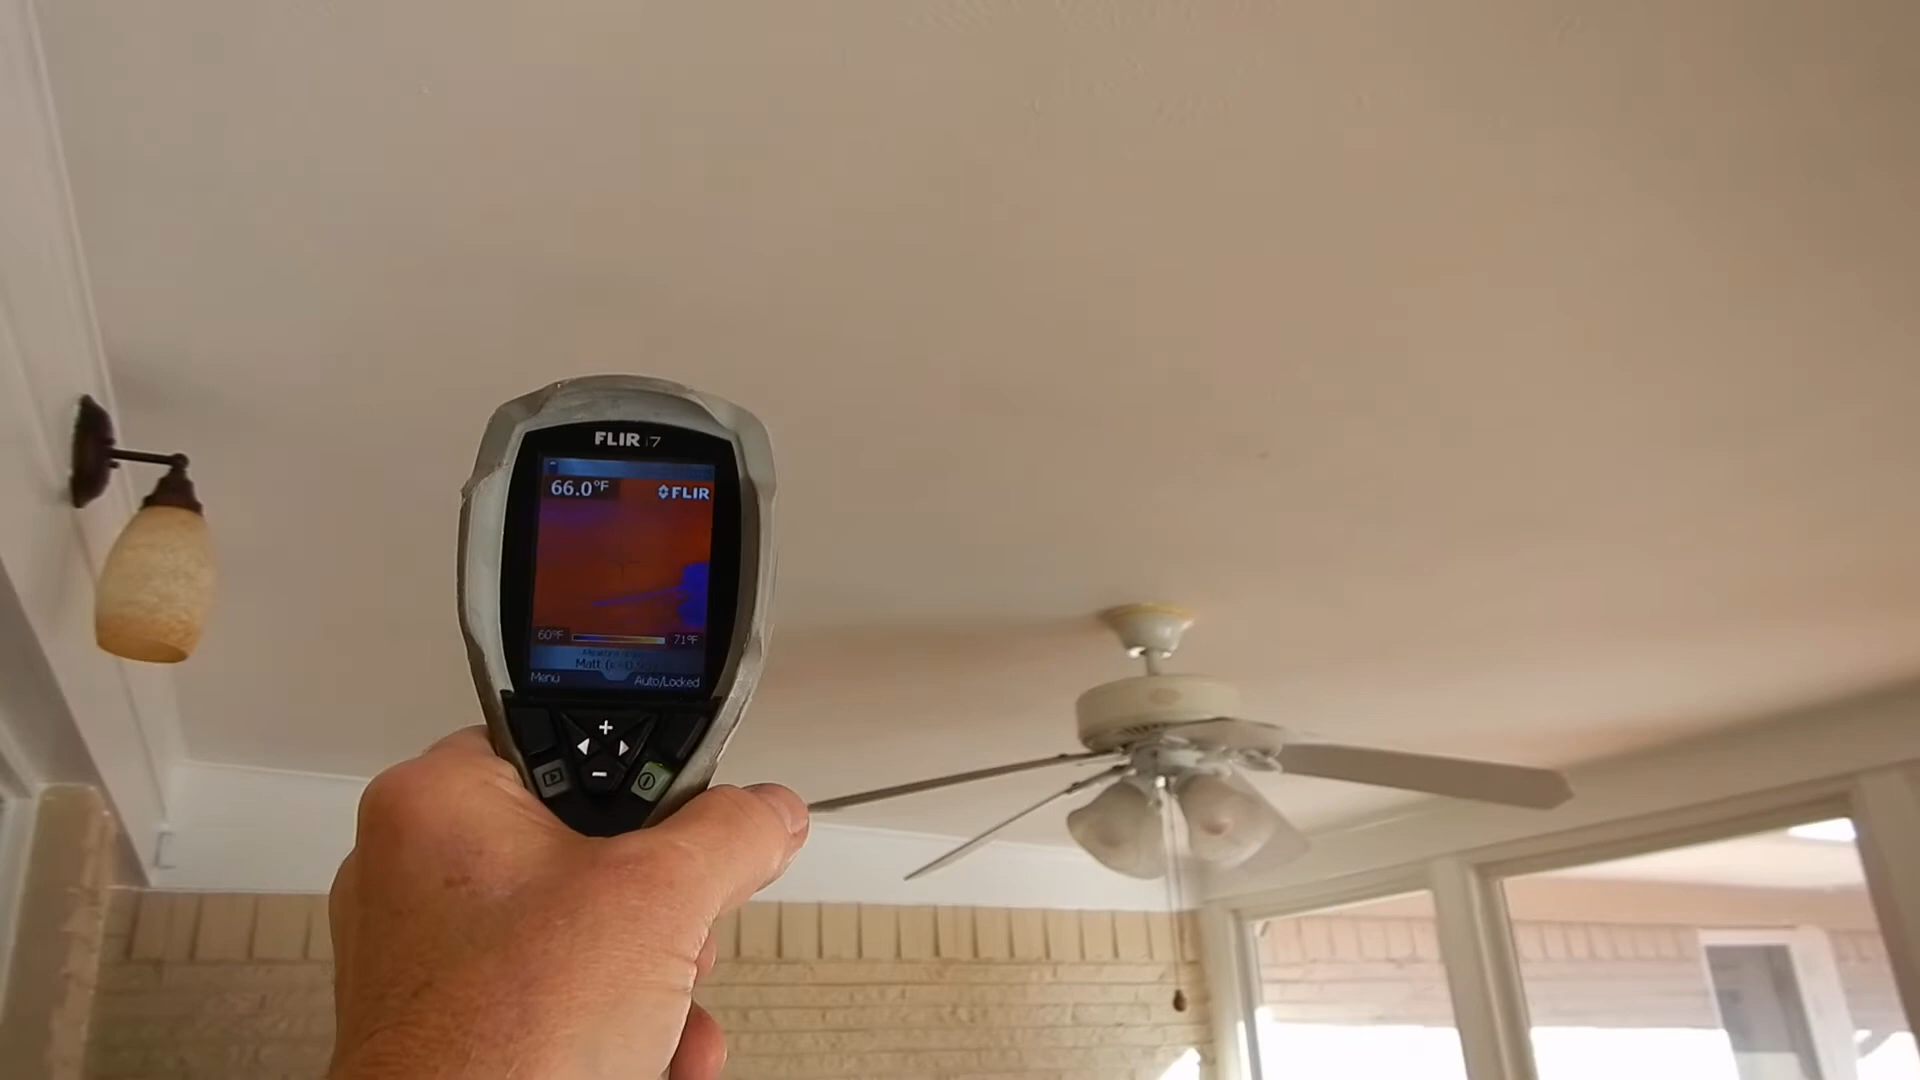 FLIR i7
66.0°F
FLIR
60°F 71°F
Matt
Menu Auto/Locked